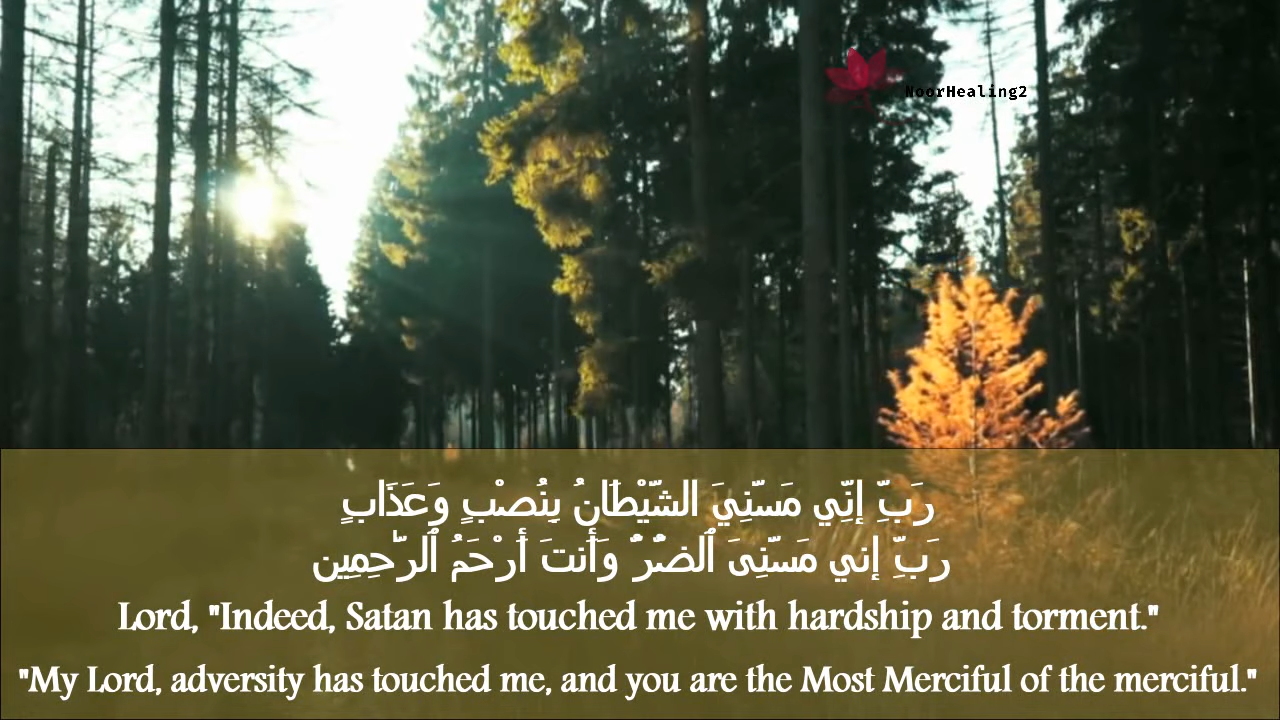 NoorHealing2
رَبِّ إنِّي مَسّنِيَ الشّيْطَانُ بِنُصْبٍ وَعَذَابٍ
رَبِّ إني مَسّنِىَ ٱلضّرّ وَأَنتَ أَرْحَمُ ٱلرّحِمِين
Lord, "Indeed, Satan has touched me with hardship and torment."
"My Lord, adversity has touched me, and you are the Most Merciful of the merciful."